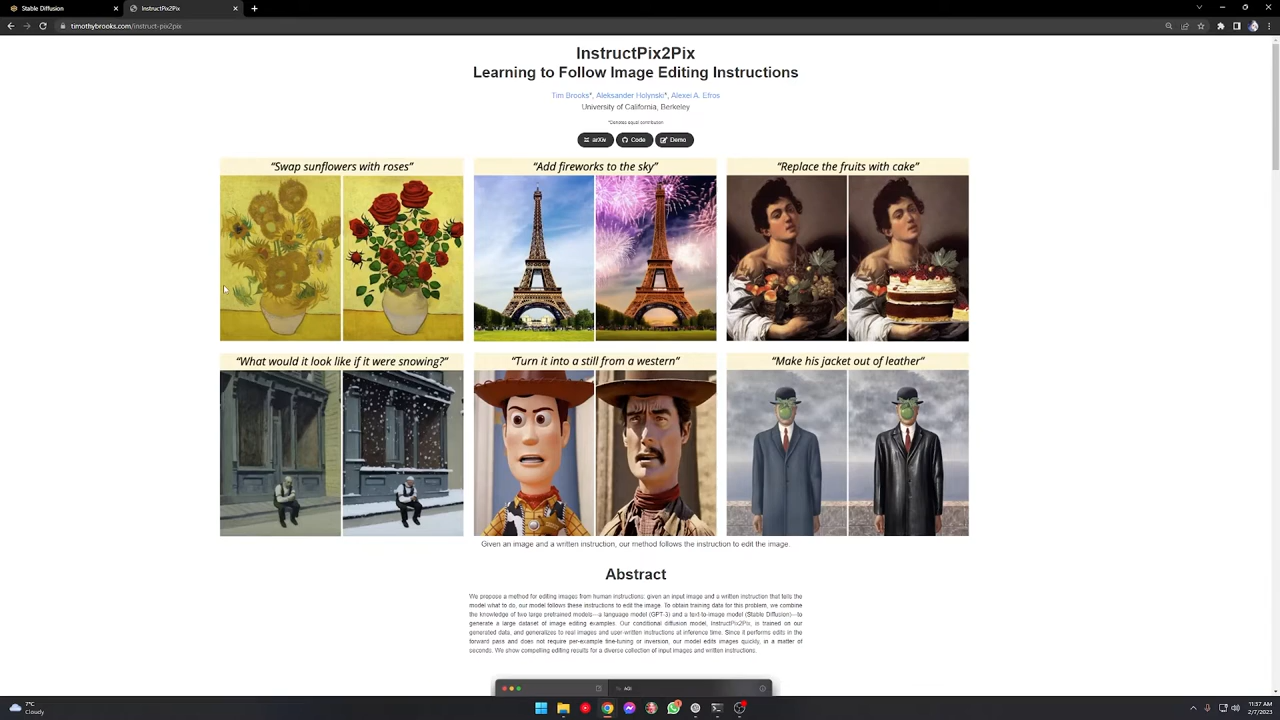 Stable Diffusion
timothybrooks.com/instruct-pix2pix
timothybrooks.com/instruct-pix2pix
InstructPix2Pix
Learning to Follow Image Editing Instructions
Tim Brooks*, Aleksander Holynski*, Alexei A. Efros
University of California, Berkeley
*Denotes equal contribution
arXiv Code Demo
“Swap sunflowers with roses” “Add fireworks to the sky” “Replace the fruits with cake”
“What would it look like if it were snowing?” “Turn it into a still from a western” “Make his jacket out of leather”
Given an image and a written instruction, our method follows the instruction to edit the image.
Abstract
We propose a method for editing images from human instructions: given an input image and a written instruction that tells the
model what to do, our model follows these instructions to edit the image. To obtain training data for this problem, we combine
the knowledge of two large pretrained models—a language model (GPT-3) and a text-to-image model (Stable Diffusion)—to
generate a large dataset of image editing examples. Our conditional diffusion model, InstructPix2Pix, is trained on our
generated data, and generalizes to real images and user-written instructions at inference time. Since it performs edits in the
forward pass and does not require per-example fine-tuning or inversion, our model edits images quickly, in a matter of
seconds. We show compelling editing results for a diverse collection of input images and written instructions.
AGI
7°C
Cloudy
11:37 AM
2/7/2023